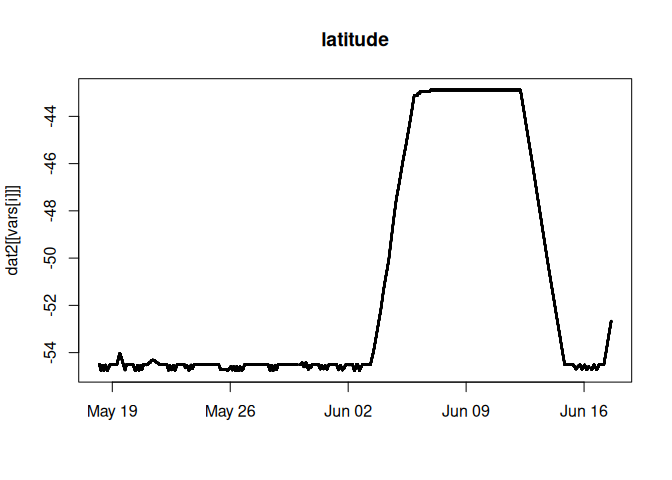 latitude
dat2[[vars[i]]]
-44
-46
-48
-50
-52
-54
May 19
May 26
Jun 02
Jun 09
Jun 16